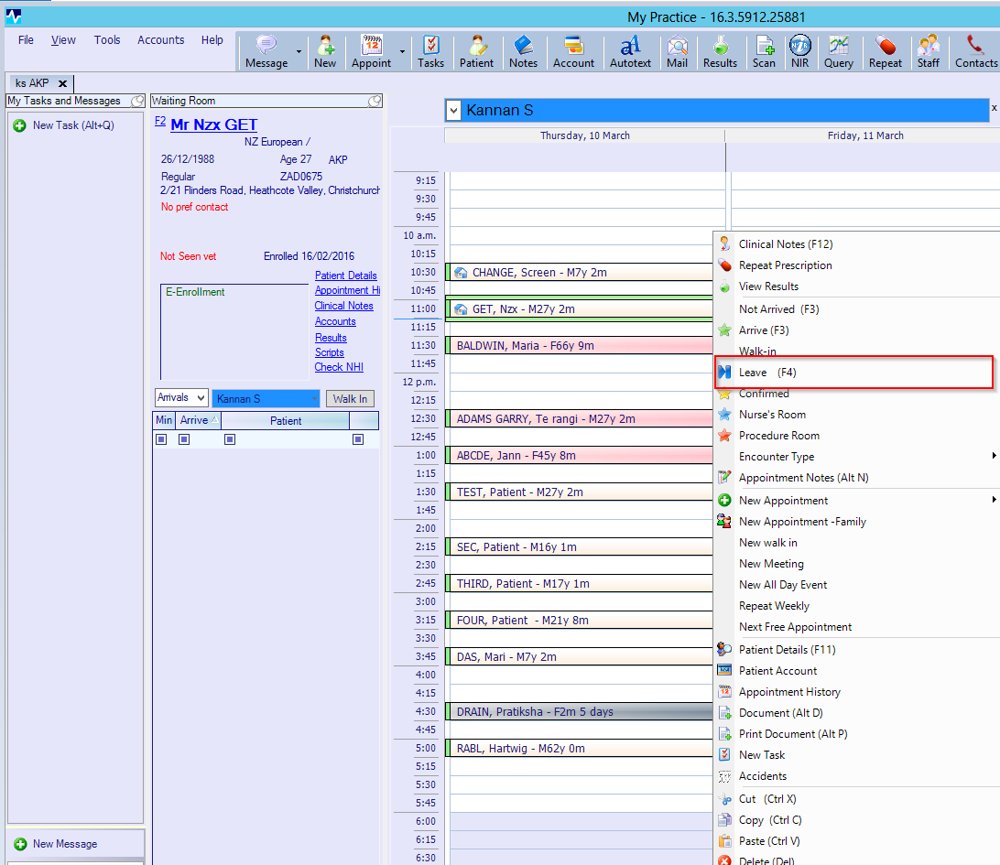 My Practice - 16.3.5912.25881
File View Tools Accounts Help
Message New Appoint Tasks Patient Notes Account Autotext Mail Results Scan NIR Query Repeat Staff Contacts
ks AKP x
My Tasks and Messages
New Task (Alt+Q)
New Message
Waiting Room
F2 Mr Nzx GET
NZ European /
26/12/1988 Age 27 AKP
Regular ZAD0675
2/21 Flinders Road, Heathcote Valley, Christchurch
No pref contact
Not Seen vet Enrolled 16/02/2016
E-Enrollment
Patient Details
Appointment Hi
Clinical Notes
Accounts
Results
Scripts
Check NHI
Arrivals Kannan S Walk In
Min Arrive Patient
Kannan S x
Thursday, 10 March Friday, 11 March
9:15
9:30
9:45
10 a.m.
10:15
10:30 CHANGE, Screen - M7y 2m
10:45
11:00 GET, Nzx - M27y 2m
11:15
11:30 BALDWIN, Maria - F66y 9m
11:45
12 p.m.
12:15
12:30 ADAMS GARRY, Te rangi - M27y 2m
12:45
1:00 ABCDE, Jann - F45y 8m
1:15
1:30 TEST, Patient - M27y 2m
1:45
2:00
2:15 SEC, Patient - M16y 1m
2:30
2:45 THIRD, Patient - M17y 1m
3:00
3:15 FOUR, Patient - M21y 8m
3:30
3:45 DAS, Mari - M7y 2m
4:00
4:15
4:30 DRAIN, Pratiksha - F2m 5 days
4:45
5:00 RABL, Hartwig - M62y 0m
5:15
5:30
5:45
6:00
6:15
6:30
Clinical Notes (F12)
Repeat Prescription
View Results
Not Arrived (F3)
Arrive (F3)
Walk-in
Leave (F4)
Confirmed
Nurse's Room
Procedure Room
Encounter Type
Appointment Notes (Alt N)
New Appointment
New Appointment -Family
New walk in
New Meeting
New All Day Event
Repeat Weekly
Next Free Appointment
Patient Details (F11)
Patient Account
Appointment History
Document (Alt D)
Print Document (Alt P)
New Task
Accidents
Cut (Ctrl X)
Copy (Ctrl C)
Paste (Ctrl V)
Delete (Del)